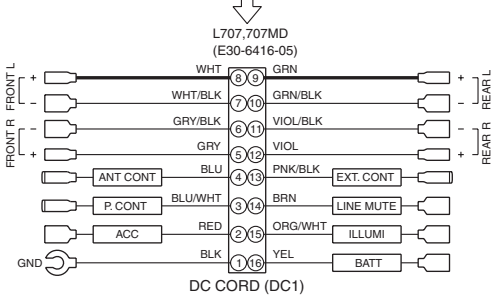 L707,707MD
(E30-6416-05)
FRONT L + WHT 8 9 GRN + REAR L
- WHT/BLK 7 10 GRN/BLK -
FRONT R - GRY/BLK 6 11 VIOL/BLK - REAR R
+ GRY 5 12 VIOL +
ANT CONT BLU 4 13 PNK/BLK EXT. CONT
P. CONT BLU/WHT 3 14 BRN LINE MUTE
ACC RED 2 15 ORG/WHT ILLUMI
GND BLK 1 16 YEL BATT
DC CORD (DC1)